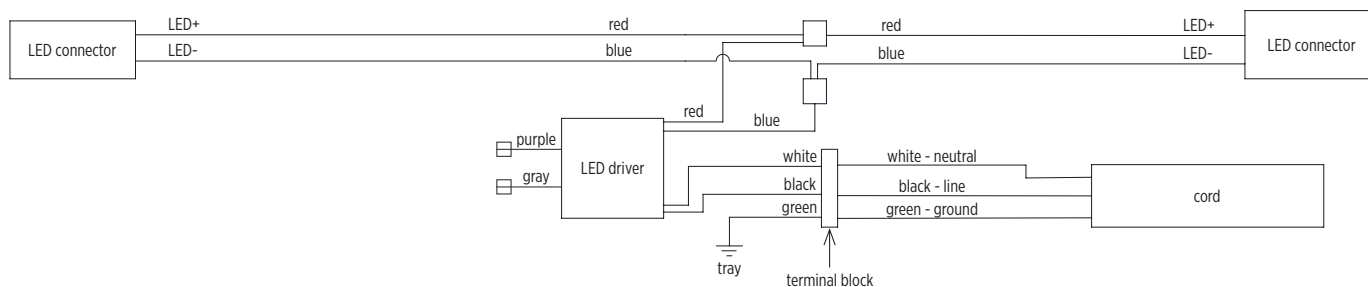 LED connector
LED+
LED-
red
blue
red
blue
LED+
LED-
LED connector
red
blue
purple
gray
LED driver
white
black
green
white - neutral
black - line
green - ground
cord
tray
terminal block